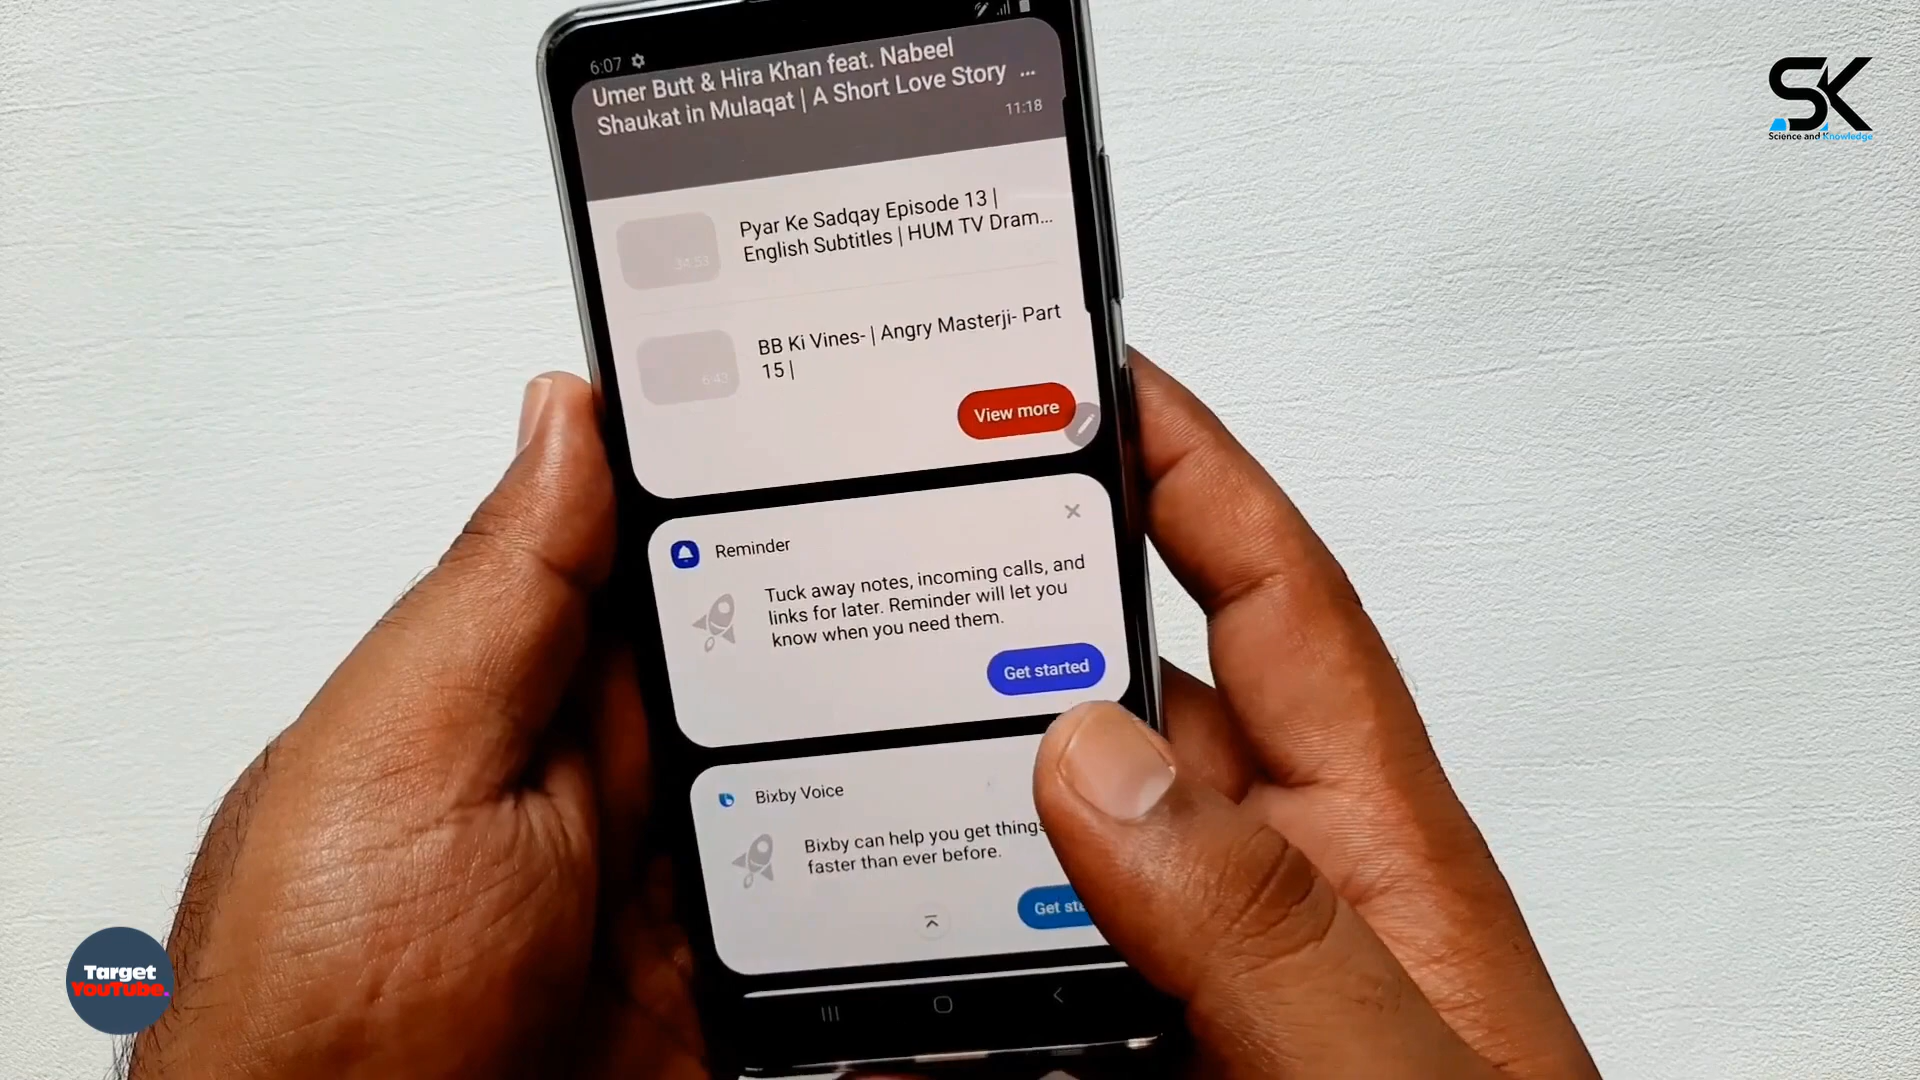 6:07
Umer Butt & Hira Khan feat. Nabeel
Shaukat in Mulaqat | A Short Love Story ...
11:18
Pyar Ke Sadqay Episode 13 |
English Subtitles | HUM TV Dram...
34:53
BB Ki Vines- | Angry Masterji- Part
15 |
6:43
View more
Reminder
Tuck away notes, incoming calls, and
links for later. Reminder will let you
know when you need them.
Get started
Bixby Voice
Bixby can help you get things
faster than ever before.
Get sta
SK
Science and Knowledge
Target
YouTube.